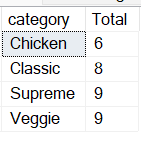 category Total
Chicken 6
Classic 8
Supreme 9
Veggie 9